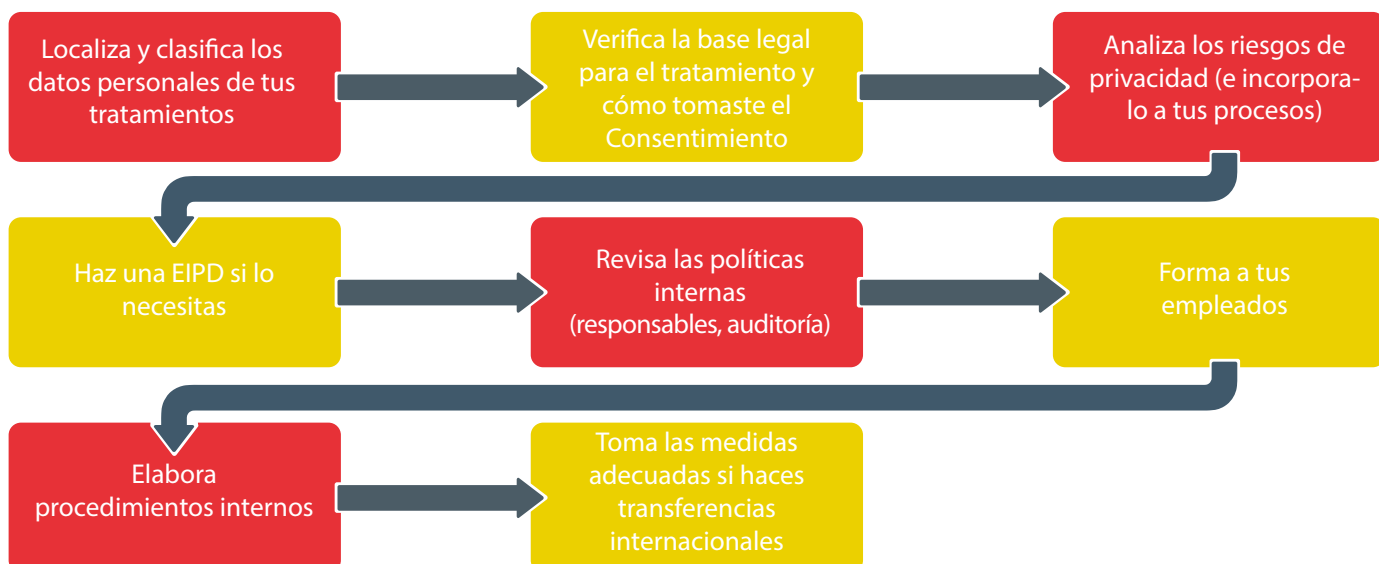 Localiza y clasifica los
datos personales de tus
tratamientos
Verifica la base legal
para el tratamiento y
cómo tomaste el
Consentimiento
Analiza los riesgos de
privacidad (e incorpora-
lo a tus procesos)
Haz una EIPD si lo
necesitas
Revisa las políticas
internas
(responsables, auditoría)
Forma a tus
empleados
Elabora
procedimientos internos
Toma las medidas
adecuadas si haces
transferencias
internacionales